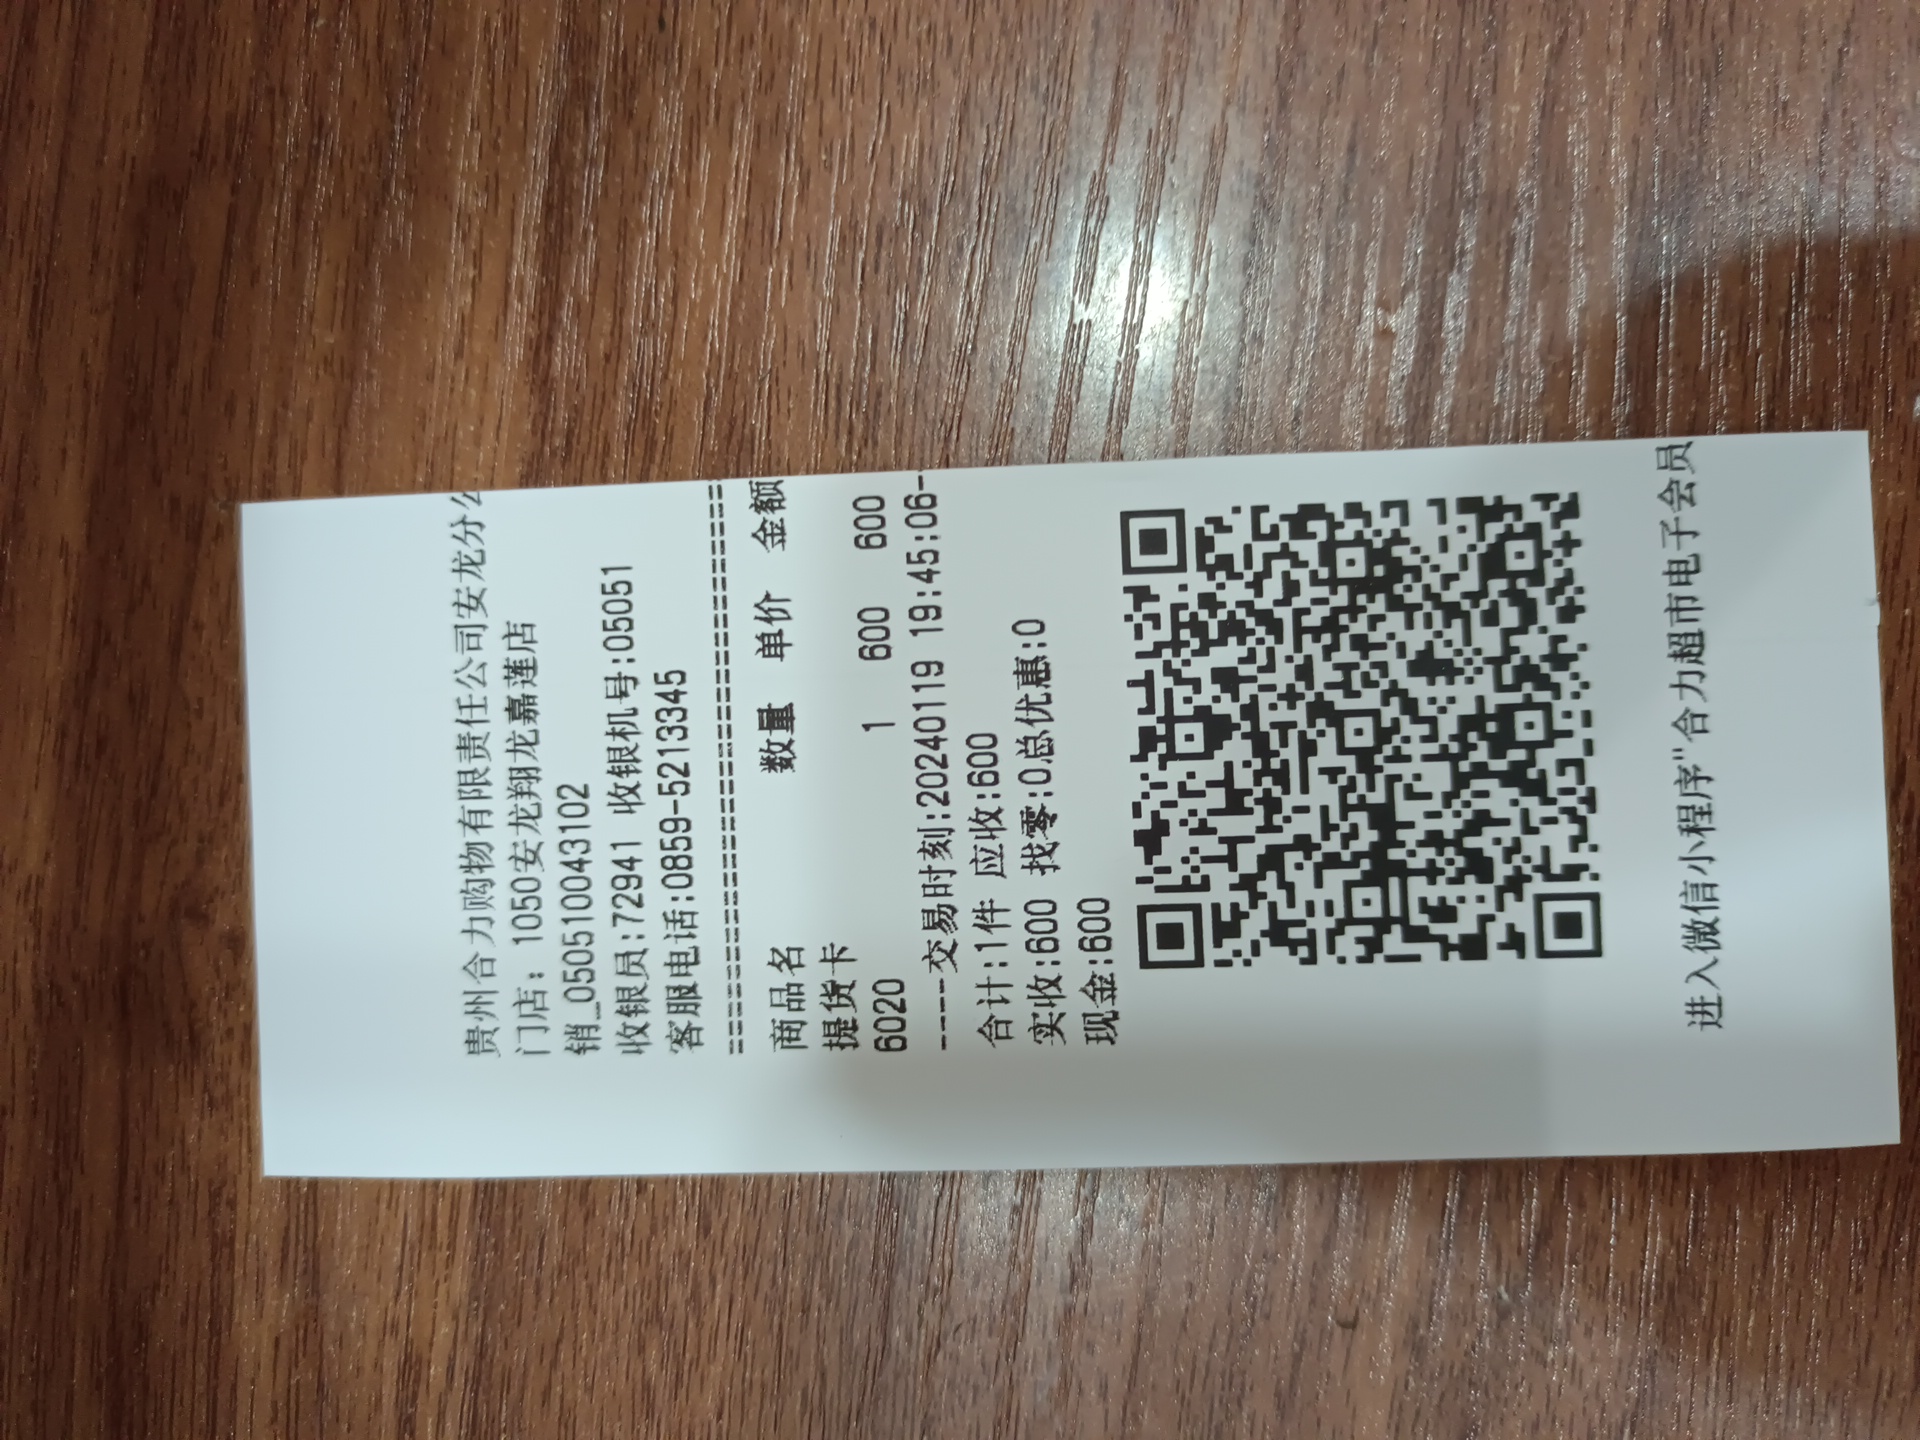 贵州合力购物有限责任公司安龙分公
门店: 1050安龙翔龙嘉莲店
销_0505110043102
收银员:72941 收银机号:05051
客服电话:0859-5213345
================================
商品名 数量 单价 金额
提货卡
6020 1 600 600
----交易时刻:20240119 19:45:06-
合计:1件 应收:600
实收:600 找零:0总优惠:0
现金:600
进入微信小程序"合力超市电子会员